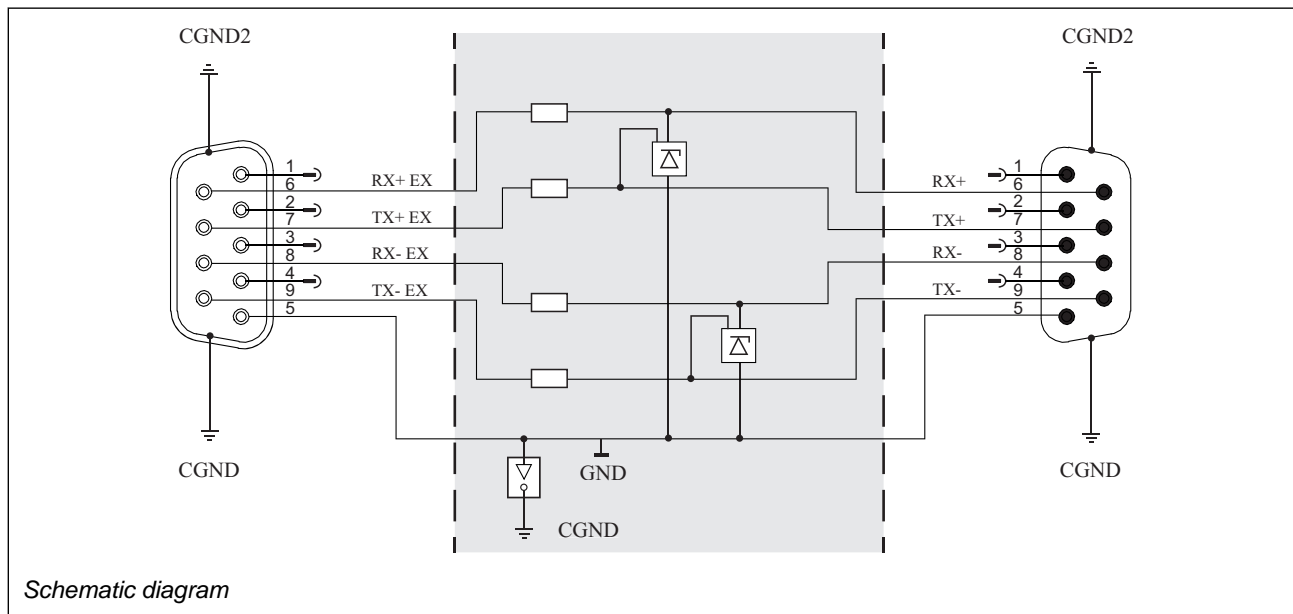 CGND2 CGND2
1 1
6 RX+ EX RX+ 6
2 2
7 TX+ EX TX+ 7
3 3
8 RX- EX RX- 8
4 4
9 TX- EX TX- 9
5 5
CGND GND CGND
CGND
Schematic diagram